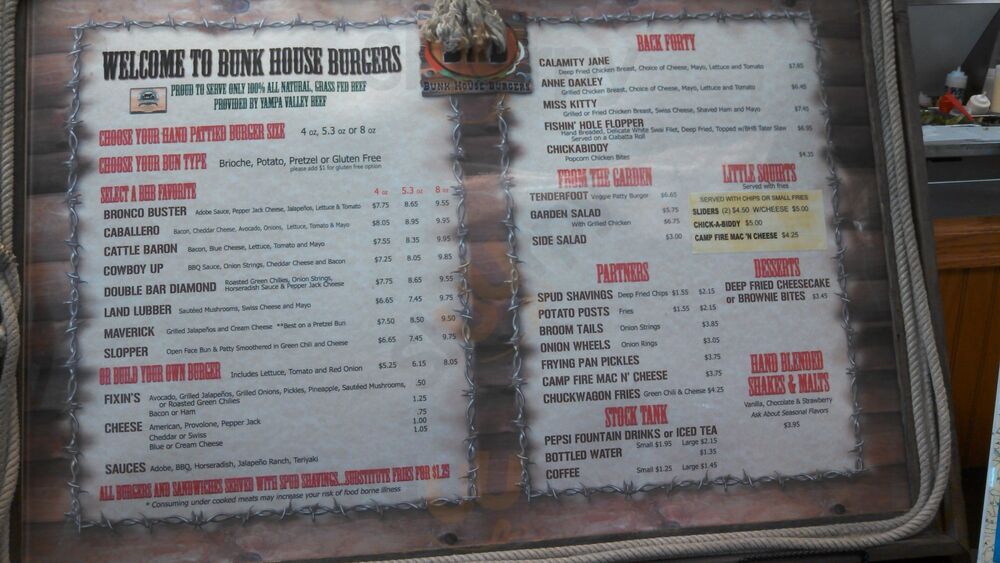 WELCOME TO BUNK HOUSE BURGERS
PROUD TO SERVE ONLY 100% ALL NATURAL, GRASS FED BEEF
PROVIDED BY YAMPA VALLEY BEEF
CHOOSE YOUR HAND PATTIED BURGER SIZE 4 oz, 5.3 oz or 8 oz
CHOOSE YOUR BUN TYPE Brioche, Potato, Pretzel or Gluten Free
please add $1 for gluten free option
SELECT A BHB FAVORITE 4 oz 5.3 oz 8 oz
BRONCO BUSTER Adobe Sauce, Pepper Jack Cheese, Jalapeños, Lettuce & Tomato $7.75 8.65 9.55
CABALLERO Bacon, Cheddar Cheese, Avocado, Onions, Lettuce, Tomato & Mayo $8.05 8.95 9.95
CATTLE BARON Bacon, Blue Cheese, Lettuce, Tomato and Mayo $7.55 8.35 9.95
COWBOY UP BBQ Sauce, Onion Strings, Cheddar Cheese and Bacon $7.25 8.05 9.85
DOUBLE BAR DIAMOND Roasted Green Chilies, Onion Strings, Horseradish Sauce & Pepper Jack Cheese $7.75 8.65 9.55
LAND LUBBER Sautéed Mushrooms, Swiss Cheese and Mayo $6.65 7.45 9.75
MAVERICK Grilled Jalapeños and Cream Cheese **Best on a Pretzel Bun $7.50 8.50 9.50
SLOPPER Open Face Bun & Patty Smothered in Green Chili and Cheese $6.65 7.45 9.75
OR BUILD YOUR OWN BURGER Includes Lettuce, Tomato and Red Onion $5.25 6.15 8.05
FIXIN'S Avocado, Grilled Jalapeños, Grilled Onions, Pickles, Pineapple, Sautéed Mushrooms, .50
or Roasted Green Chilies
Bacon or Ham 1.25
CHEESE American, Provolone, Pepper Jack .75
Cheddar or Swiss 1.00
Blue or Cream Cheese 1.05
SAUCES Adobe, BBQ, Horseradish, Jalapeño Ranch, Teriyaki
ALL BURGERS AND SANDWICHES SERVED WITH SPUD SHAVINGS...SUBSTITUTE FRIES FOR $1.25
* Consuming under cooked meats may increase your risk of food borne illness
BUNK HOUSE BURGERS
BACK FORTY
CALAMITY JANE
Deep Fried Chicken Breast, Choice of Cheese, Mayo, Lettuce and Tomato $7.85
ANNE OAKLEY
Grilled Chicken Breast, Choice of Cheese, Mayo, Lettuce and Tomato $6.45
MISS KITTY
Grilled or Fried Chicken Breast, Swiss Cheese, Shaved Ham and Mayo $7.45
FISHIN' HOLE FLOPPER
Hand Breaded, Delicate White Swai Filet, Deep Fried, Topped w/BHB Tater Slaw $6.95
Served on a Ciabatta Roll
CHICKABIDDY
Popcorn Chicken Bites $4.35
FROM THE GARDEN
TENDERFOOT Veggie Patty Burger $6.65
GARDEN SALAD $5.75
With Grilled Chicken $6.75
SIDE SALAD $3.00
LITTLE SQUIRTS
Served with fries
SERVED WITH CHIPS OR SMALL FRIES
SLIDERS (2) $4.50 W/CHEESE $5.00
CHICK-A-BIDDY $5.00
CAMP FIRE MAC 'N CHEESE $4.25
PARTNERS
SPUD SHAVINGS Deep Fried Chips $1.55 $2.15
POTATO POSTS Fries $1.55 $2.15
BROOM TAILS Onion Strings $3.85
ONION WHEELS Onion Rings $3.05
FRYING PAN PICKLES $3.75
CAMP FIRE MAC N' CHEESE $3.75
CHUCKWAGON FRIES Green Chili & Cheese $4.25
DESSERTS
DEEP FRIED CHEESECAKE
or BROWNIE BITES $3.45
HAND BLENDED
SHAKES & MALTS
Vanilla, Chocolate & Strawberry
Ask About Seasonal Flavors
$3.95
STOCK TANK
PEPSI FOUNTAIN DRINKS or ICED TEA
Small $1.95 Large $2.15
BOTTLED WATER $1.35
COFFEE Small $1.25 Large $1.45